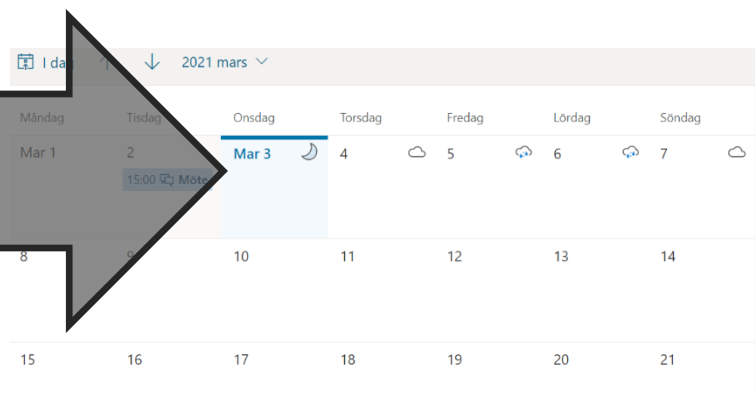 I dag 2021 mars
Måndag Tisdag Onsdag Torsdag Fredag Lördag Söndag
Mar 1 2 Mar 3 4 5 6 7
15:00 Möte
8 9 10 11 12 13 14
15 16 17 18 19 20 21